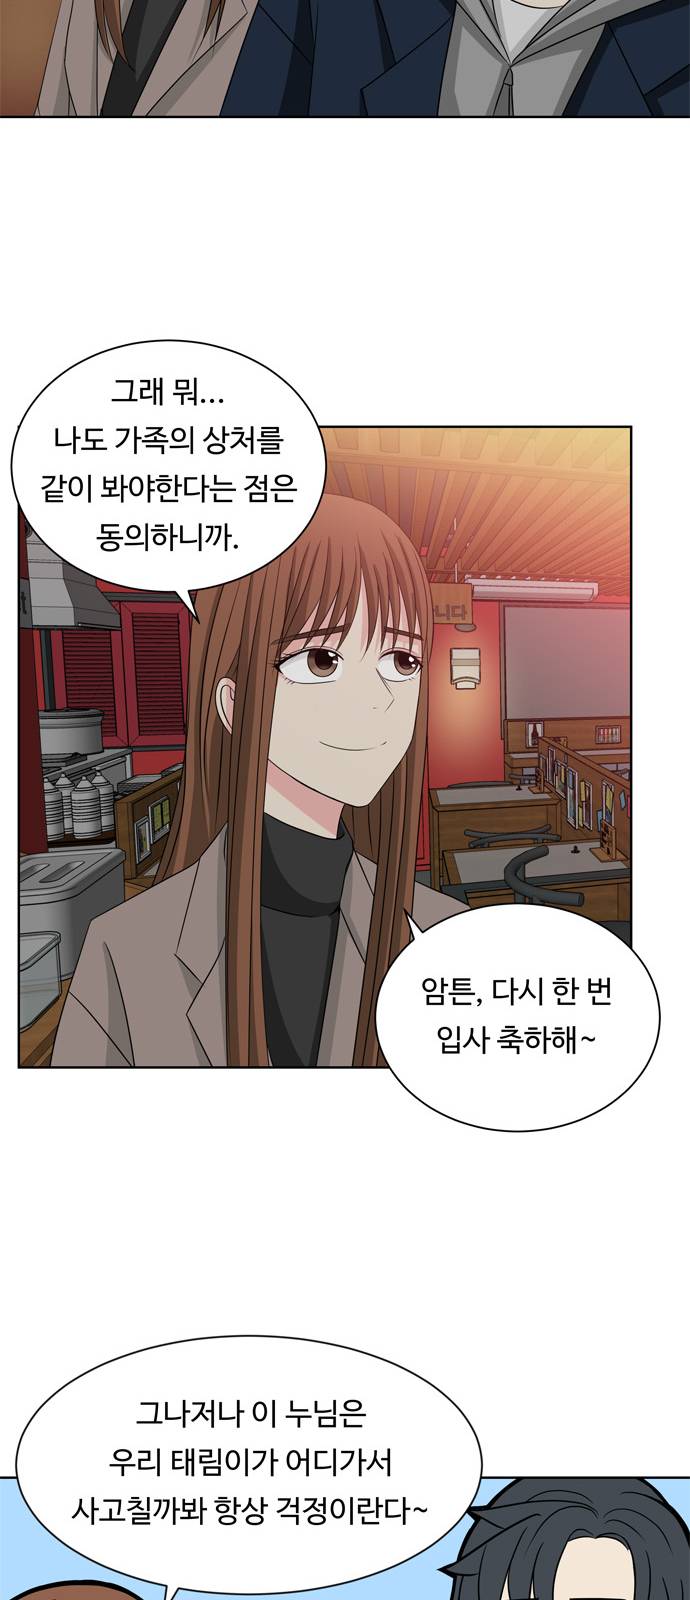 그래 뭐...
나도 가족의 상처를
같이 봐야한다는 점은
동의하니까.
니다
암튼, 다시 한 번
입사 축하해~
그나저나 이 누님은
우리 태림이가 어디가서
사고칠까봐 항상 걱정이란다~